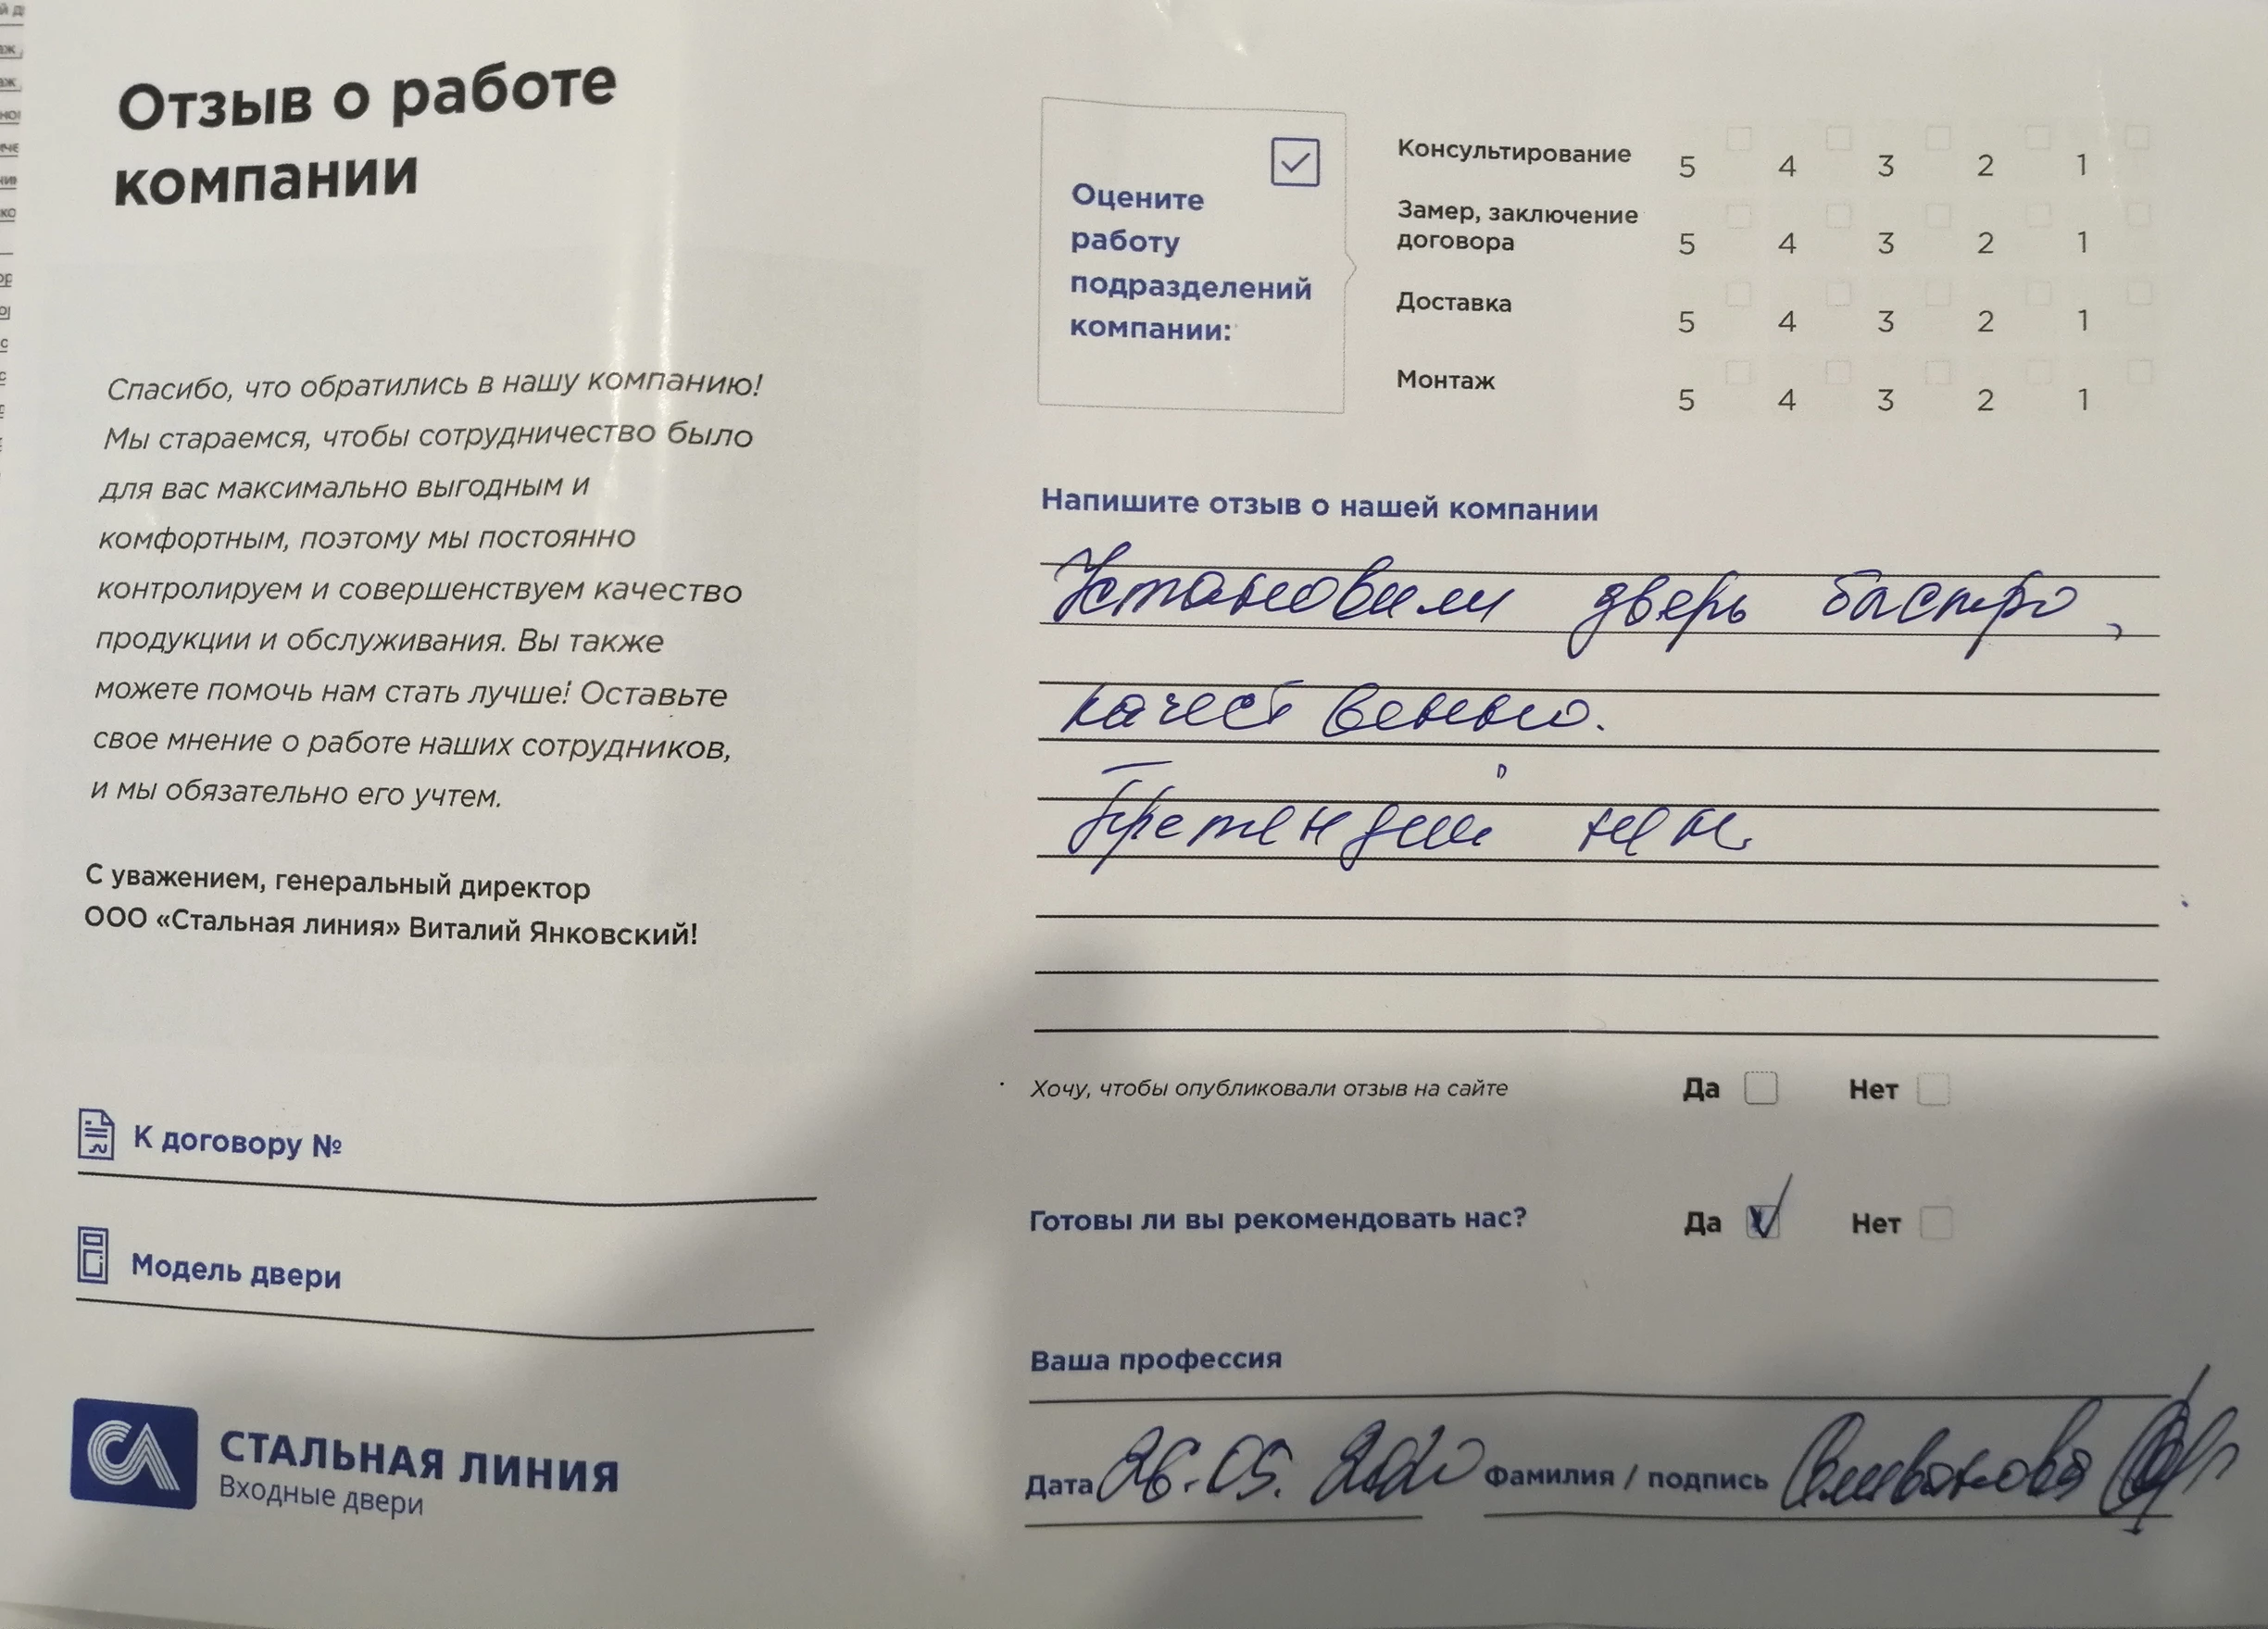 Отзыв о работе
компании
Спасибо, что обратились в нашу компанию!
Мы стараемся, чтобы сотрудничество было
для вас максимально выгодным и
комфортным, поэтому мы постоянно
контролируем и совершенствуем качество
продукции и обслуживания. Вы также
можете помочь нам стать лучше! Оставьте
свое мнение о работе наших сотрудников,
и мы обязательно его учтем.
С уважением, генеральный директор
ООО «Стальная линия» Виталий Янковский!
К договору №
Модель двери
СА
СТАЛЬНАЯ ЛИНИЯ
Входные двери
Оцените
работу
подразделений
компании:
Консультирование 5 4 3 2 1
Замер, заключение
договора 5 4 3 2 1
Доставка 5 4 3 2 1
Монтаж 5 4 3 2 1
Напишите отзыв о нашей компании
Установили дверь быстро,
качественно.
Претензий нет.
Хочу, чтобы опубликовали отзыв на сайте Да Нет
Готовы ли вы рекомендовать нас? Да Нет
Ваша профессия
Дата 26.05.2020 Фамилия / подпись